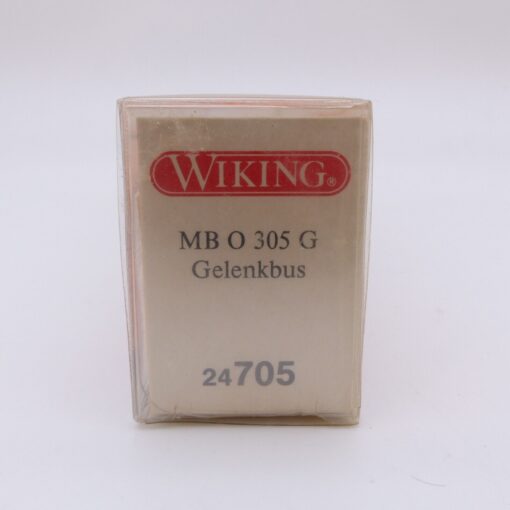 WIKING®
MB O 305 G
Gelenkbus
24705